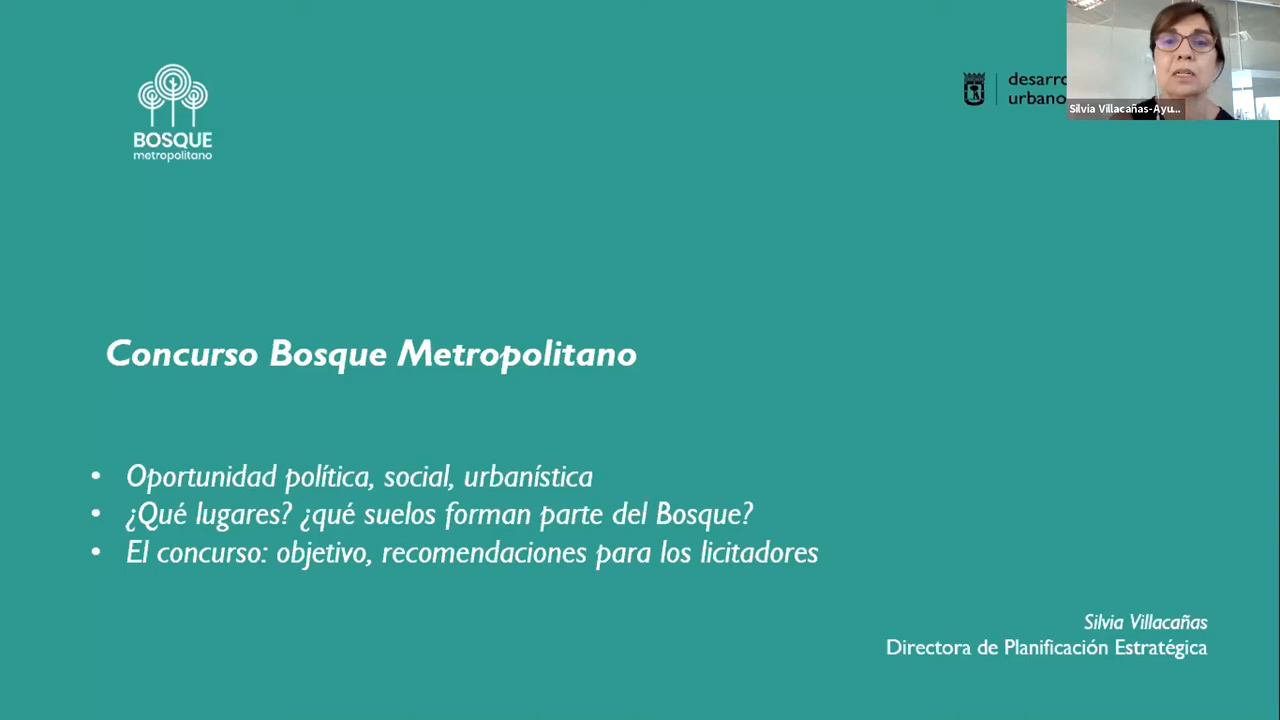 BOSQUE
metropolitano
desarro
urbano
Silvia Villacañas-Ayu...
Concurso Bosque Metropolitano
• Oportunidad política, social, urbanística
• ¿Qué lugares? ¿qué suelos forman parte del Bosque?
• El concurso: objetivo, recomendaciones para los licitadores
Silvia Villacañas
Directora de Planificación Estratégica